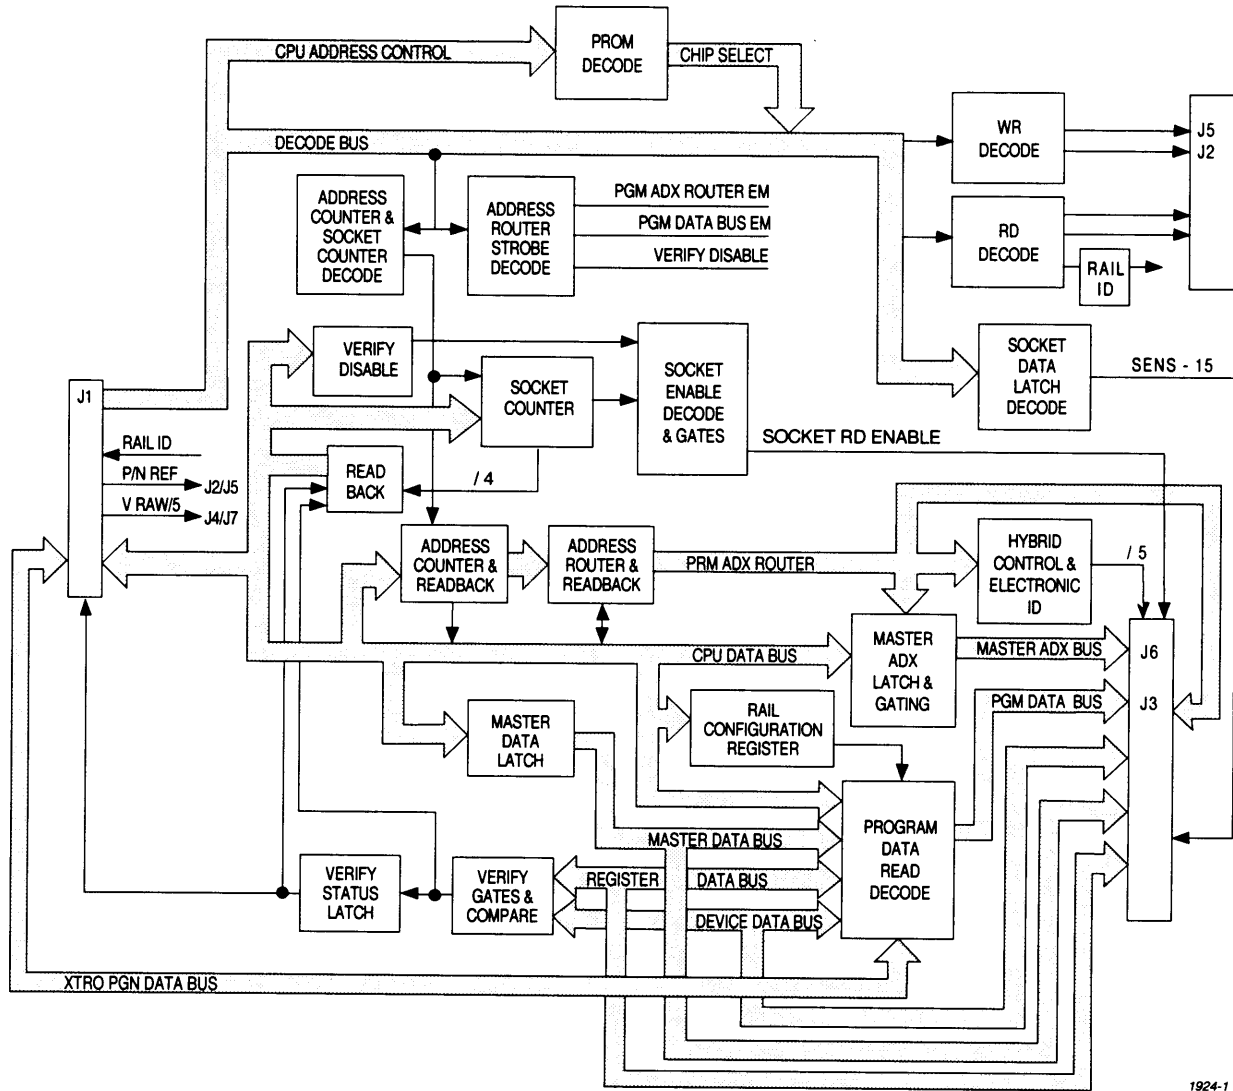 CPU ADDRESS CONTROL
PROM
DECODE
CHIP SELECT
DECODE BUS
WR
DECODE
J5
J2
ADDRESS
COUNTER &
SOCKET
COUNTER
DECODE
ADDRESS
ROUTER
STROBE
DECODE
PGM ADX ROUTER EM
PGM DATA BUS EM
VERIFY DISABLE
RD
DECODE
RAIL
ID
VERIFY
DISABLE
SOCKET
COUNTER
SOCKET
ENABLE
DECODE
& GATES
SOCKET
DATA
LATCH
DECODE
SENS - 15
J1
RAIL ID
P/N REF
J2/J5
V RAW/5
J4/J7
READ
BACK
/ 4
SOCKET RD ENABLE
ADDRESS
COUNTER &
READBACK
ADDRESS
ROUTER &
READBACK
PRM ADX ROUTER
HYBRID
CONTROL &
ELECTRONIC
ID
/ 5
CPU DATA BUS
MASTER
ADX
LATCH &
GATING
MASTER ADX BUS
J6
J3
PGM DATA BUS
MASTER
DATA
LATCH
RAIL
CONFIGURATION
REGISTER
MASTER DATA BUS
PROGRAM
DATA
READ
DECODE
VERIFY
STATUS
LATCH
VERIFY
GATES &
COMPARE
REGISTER DATA BUS
DEVICE DATA BUS
XTRO PGN DATA BUS
1924-1